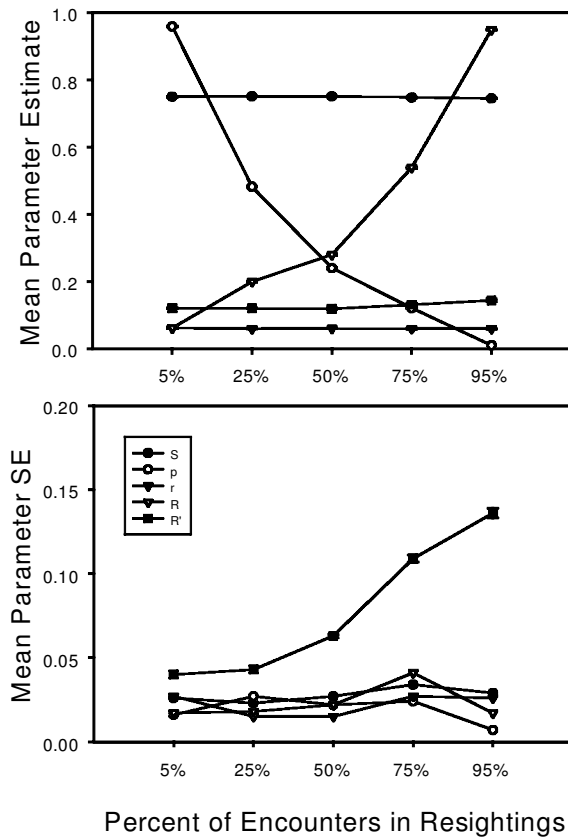 Mean Parameter Estimate
1.0
0.8
0.6
0.4
0.2
0.0
5% 25% 50% 75% 95%
Mean Parameter SE
0.20
0.15
0.10
0.05
0.00
S
p
r
R
R'
5% 25% 50% 75% 95%
Percent of Encounters in Resightings